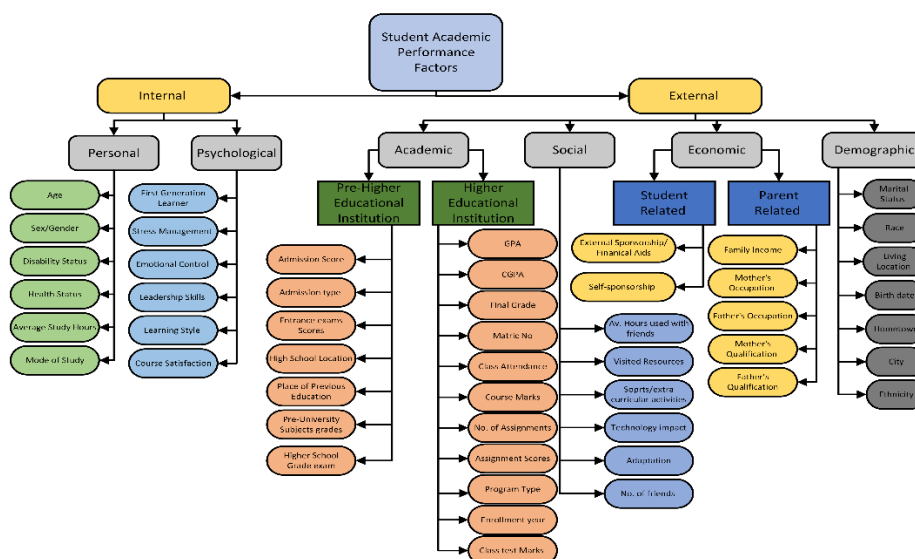 Student Academic
Performance
Factors
Internal
External
Personal
Psychological
Academic
Social
Economic
Demographic
Pre-Higher
Educational
Institution
Higher
Educational
Institution
Student
Related
Parent
Related
Age
Sex/Gender
Disability Status
Health Status
Average Study Hours
Mode of Study
First Generation
Learner
Stress Management
Emotional Control
Leadership Skills
Learning Style
Course Satisfaction
Admission Score
Admission type
Entrance exams
Scores
High School Location
Place of Previous
Education
Pre-University
Subjects grades
Higher School
Grade exam
GPA
CGPA
Final Grade
Matric No
Class Attendance
Course Marks
No. of Assignments
Assignment Scores
Program Type
Enrollment year
Class test Marks
External Sponsorship/
Finanical Aids
Self-sponsorship
Av. Hours used with
friends
Visited Resources
Soprts/extra
curricular activities
Technology impact
Adaptation
No. of friends
Family Income
Mother's
Occupation
Father's Occupation
Mother's
Qualification
Father's
Qualification
Marital
Status
Race
Living
Location
Birth date
Homtown
City
Ethnicity